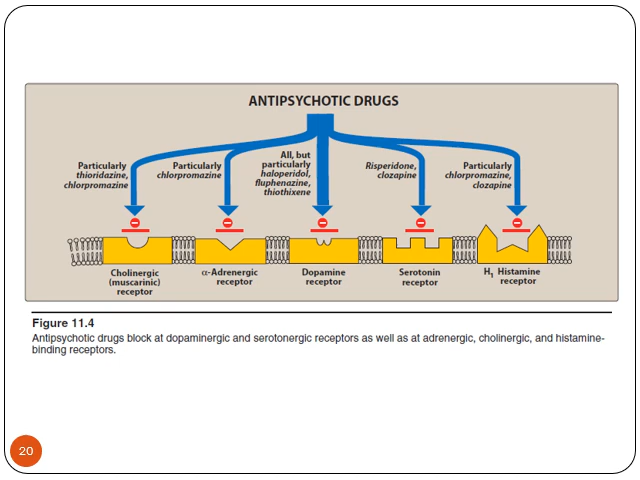 ANTIPSYCHOTIC DRUGS
Particularly
thioridazine,
chlorpromazine
Particularly
chlorpromazine
All, but
particularly
haloperidol,
fluphenazine,
thiothixene
Risperidone,
clozapine
Particularly
chlorpromazine,
clozapine
Cholinergic
(muscarinic)
receptor
α-Adrenergic
receptor
Dopamine
receptor
Serotonin
receptor
H₁ Histamine
receptor
Figure 11.4
Antipsychotic drugs block at dopaminergic and serotonergic receptors as well as at adrenergic, cholinergic, and histamine-
binding receptors.
20